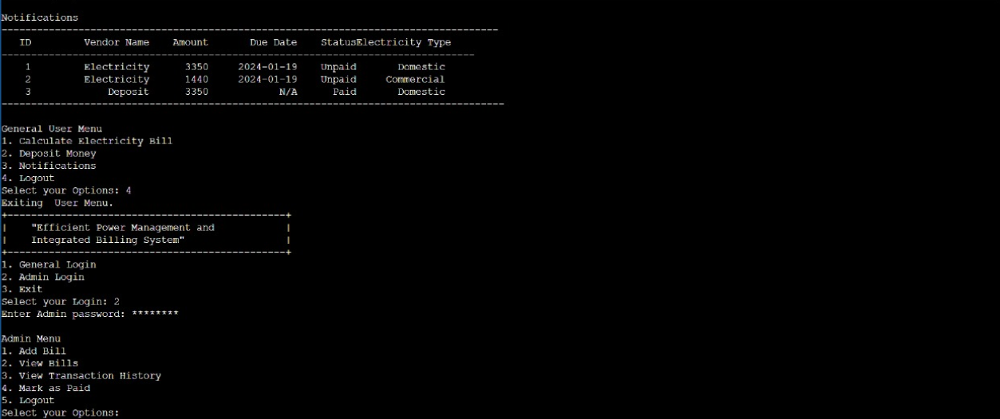 Notifications
------------------------------------------------------------------------------------
ID Vendor Name Amount Due Date StatusElectricity Type
--------------------------------------------------------------------------------
1 Electricity 3350 2024-01-19 Unpaid Domestic
2 Electricity 1440 2024-01-19 Unpaid Commercial
3 Deposit 3350 N/A Paid Domestic
-------------------------------------------------------------------------------------
General User Menu
1. Calculate Electricity Bill
2. Deposit Money
3. Notifications
4. Logout
Select your Options: 4
Exiting  User Menu.
+-----------------------------------------------+
|    "Efficient Power Management and            |
|    Integrated Billing System"                 |
+-----------------------------------------------+
1. General Login
2. Admin Login
3. Exit
Select your Login: 2
Enter Admin password: ********
Admin Menu
1. Add Bill
2. View Bills
3. View Transaction History
4. Mark as Paid
5. Logout
Select your Options: